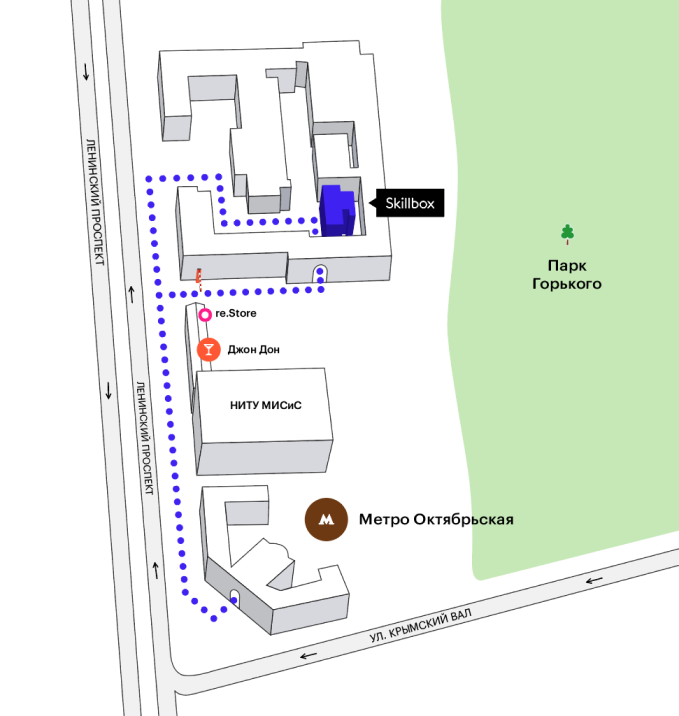 ЛЕНИНСКИЙ ПРОСПЕКТ
Skillbox
Парк
Горького
re.Store
Джон Дон
ЛЕНИНСКИЙ ПРОСПЕКТ
НИТУ МИСиС
М
Метро Октябрьская
УЛ. КРЫМСКИЙ ВАЛ